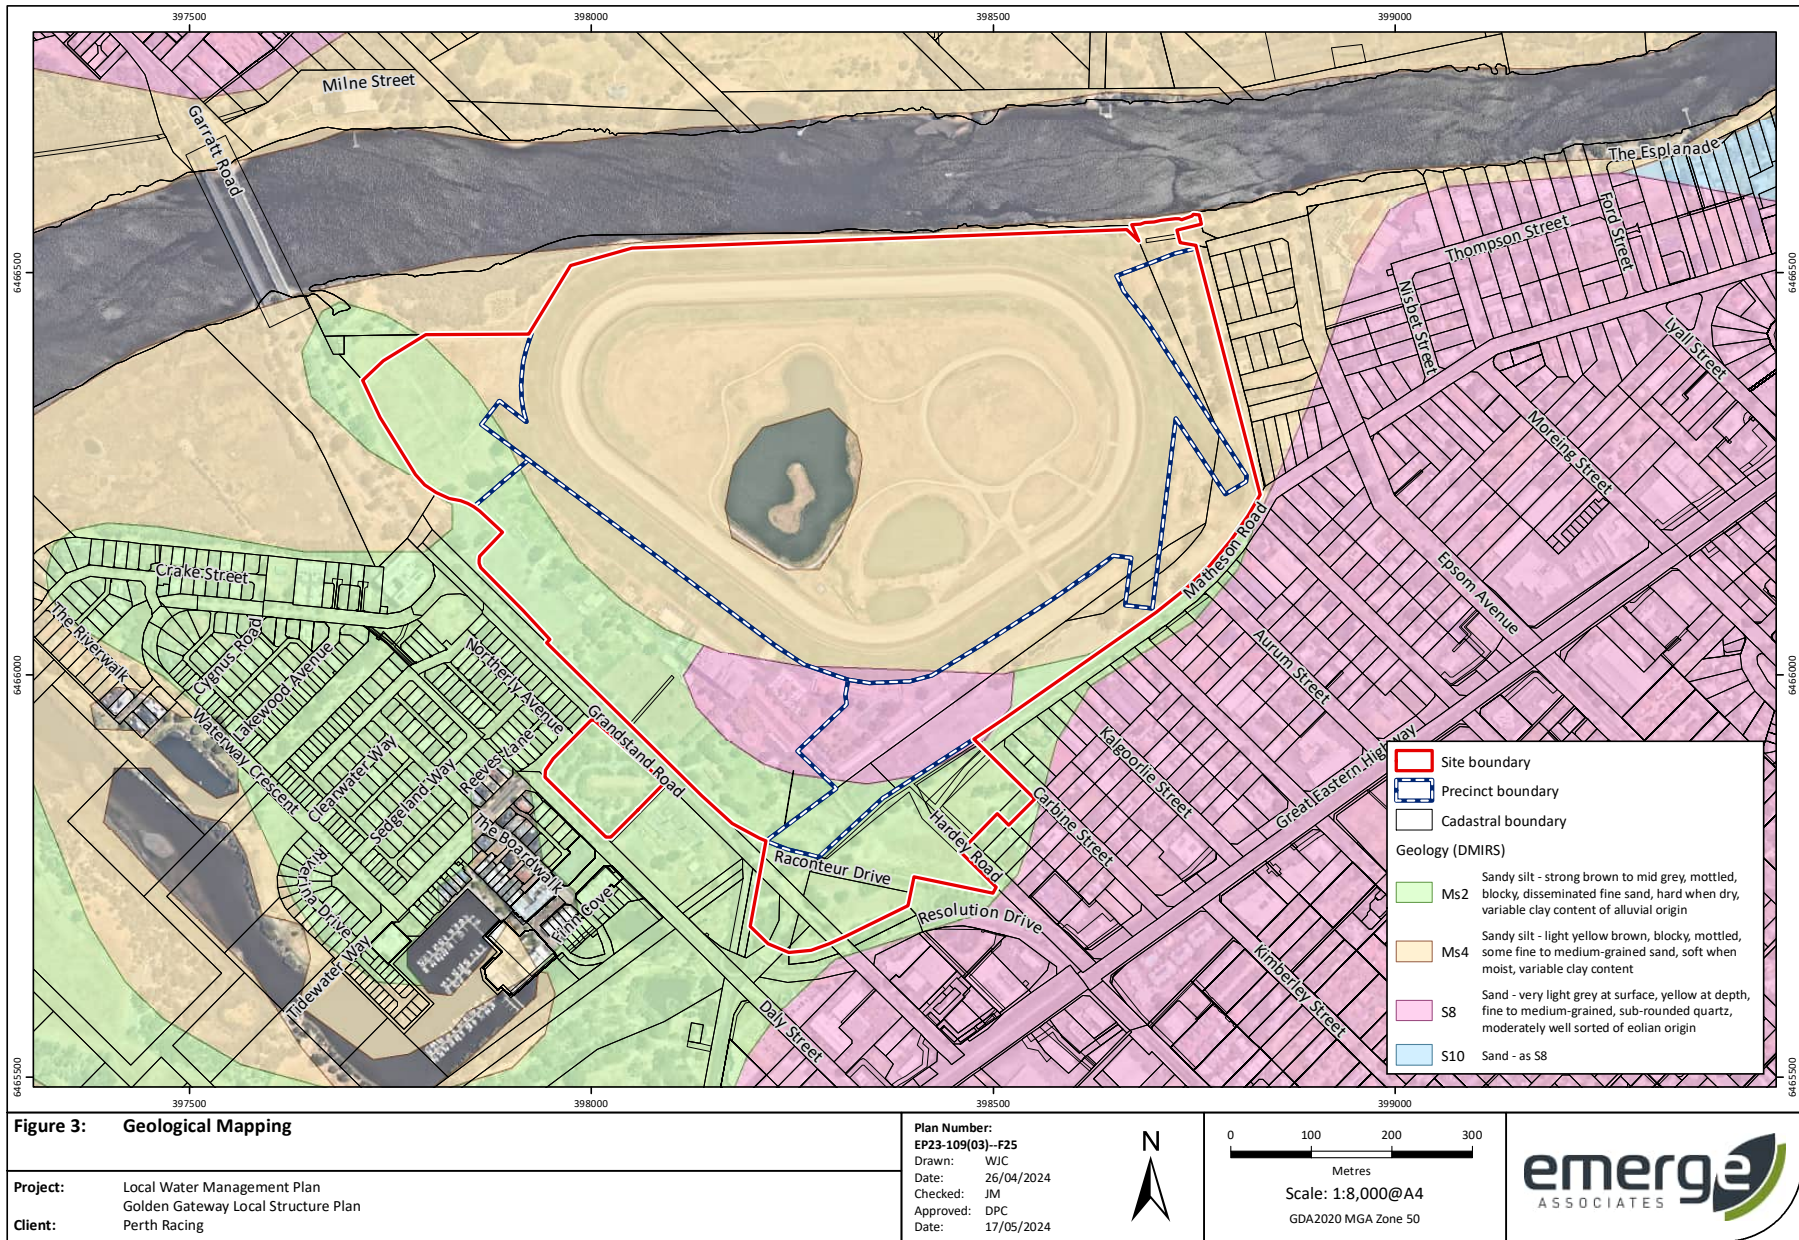 397500
398000
398500
399000
6466500
6466000
6465500
6466500
6466000
6465500
397500
398000
398500
399000
Milne Street
Garratt Road
The Esplanade
Ford Street
Thompson Street
Nisbet Street
Lyall Street
Moreing Street
Matheson Road
Epsom Avenue
Crake Street
The Riverwalk
Cygnus Road
Lakewood Avenue
Northerly Avenue
Aurum Street
Waterway Crescent
Grandstand Road
Clearwater Way
Reeves Lane
Sedgeland Way
Kalgoorlie Street
Great Eastern Highway
Carbine Street
Hardey Road
The Boardwalk
Raconteur Drive
Riverina Drive
Finn Cove
Resolution Drive
Tidewater Way
Daly Street
Kimberley Street
Site boundary
Precinct boundary
Cadastral boundary
Geology (DMIRS)
Ms2
Sandy silt - strong brown to mid grey, mottled,
blocky, disseminated fine sand, hard when dry,
variable clay content of alluvial origin
Ms4
Sandy silt - light yellow brown, blocky, mottled,
some fine to medium-grained sand, soft when
moist, variable clay content
S8
Sand - very light grey at surface, yellow at depth,
fine to medium-grained, sub-rounded quartz,
moderately well sorted of eolian origin
S10 Sand - as S8
Figure 3: Geological Mapping
Project: Local Water Management Plan
Golden Gateway Local Structure Plan
Client: Perth Racing
Plan Number:
EP23-109(03)--F25
Drawn: WJC
Date: 26/04/2024
Checked: JM
Approved: DPC
Date: 17/05/2024
N
0 100 200 300
Metres
Scale: 1:8,000@A4
GDA2020 MGA Zone 50
emerge
ASSOCIATES